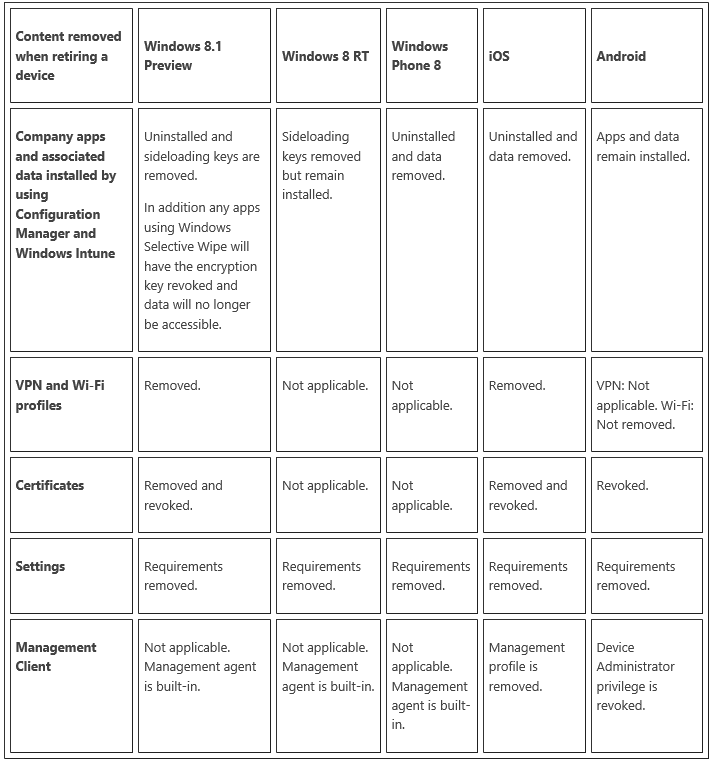 Content removed
when retiring a
device
Windows 8.1
Preview
Windows 8 RT
Windows
Phone 8
iOS
Android
Company apps
and associated
data installed by
using
Configuration
Manager and
Windows Intune
Uninstalled and
sideloading keys are
removed.
In addition any apps
using Windows
Selective Wipe will
have the encryption
key revoked and
data will no longer
be accessible.
Sideloading
keys removed
but remain
installed.
Uninstalled
and data
removed.
Uninstalled and
data removed.
Apps and data
remain installed.
VPN and Wi-Fi
profiles
Removed.
Not applicable.
Not
applicable.
Removed.
VPN: Not
applicable. Wi-Fi:
Not removed.
Certificates
Removed and
revoked.
Not applicable.
Not
applicable.
Removed and
revoked.
Revoked.
Settings
Requirements
removed.
Requirements
removed.
Requirements
removed.
Requirements
removed.
Requirements
removed.
Management
Client
Not applicable.
Management agent
is built-in.
Not applicable.
Management
agent is built-in.
Not
applicable.
Management
agent is built-
in.
Management
profile is
removed.
Device
Administrator
privilege is
revoked.